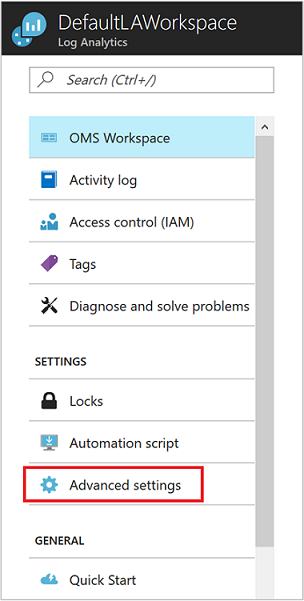 DefaultLAWorkspace
Log Analytics
Search (Ctrl+/)
OMS Workspace
Activity log
Access control (IAM)
Tags
Diagnose and solve problems
SETTINGS
Locks
Automation script
Advanced settings
GENERAL
Quick Start